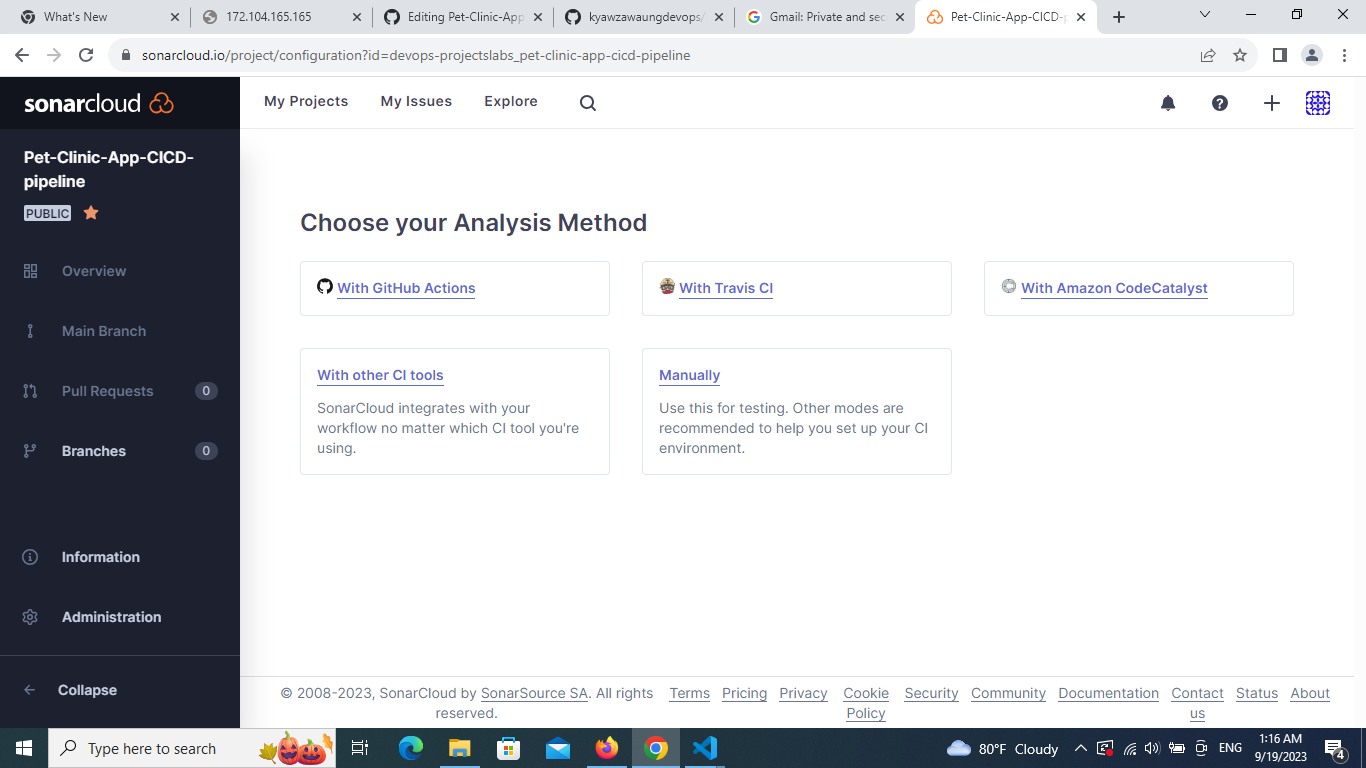 What's New
172.104.165.165
Editing Pet-Clinic-App
kyawzawaungdevops/
Gmail: Private and sec
Pet-Clinic-App-CICD-p
sonarcloud.io/project/configuration?id=devops-projectslabs_pet-clinic-app-cicd-pipeline
sonarcloud
My Projects
My Issues
Explore
Pet-Clinic-App-CICD-
pipeline
PUBLIC
Overview
Main Branch
Pull Requests 0
Branches 0
Information
Administration
Collapse
Choose your Analysis Method
With GitHub Actions
With Travis CI
With Amazon CodeCatalyst
With other CI tools
SonarCloud integrates with your
workflow no matter which CI tool you're
using.
Manually
Use this for testing. Other modes are
recommended to help you set up your CI
environment.
© 2008-2023, SonarCloud by SonarSource SA. All rights
reserved.
Terms
Pricing
Privacy
Cookie
Policy
Security
Community
Documentation
Contact
us
Status
About
Type here to search
80°F Cloudy
ENG
1:16 AM
9/19/2023
4